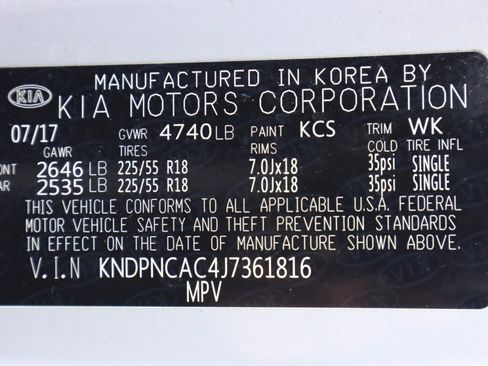 MANUFACTURED IN KOREA BY
KIA KIA MOTORS CORPORATION
07/17 GVWR 4740LB PAINT KCS TRIM WK
GAWR TIRES RIMS COLD TIRE INFL
2646 LB 225/55 R18 7.0Jx18 35psi SINGLE
2535 LB 225/55 R18 7.0Jx18 35psi SINGLE
THIS VEHICLE CONFORMS TO ALL APPLICABLE U.S.A. FEDERAL
MOTOR VEHICLE SAFETY AND THEFT PREVENTION STANDARDS
IN EFFECT ON THE DATE OF MANUFACTURE SHOWN ABOVE.
V.I.N KNDPNCAC4J7361816
MPV